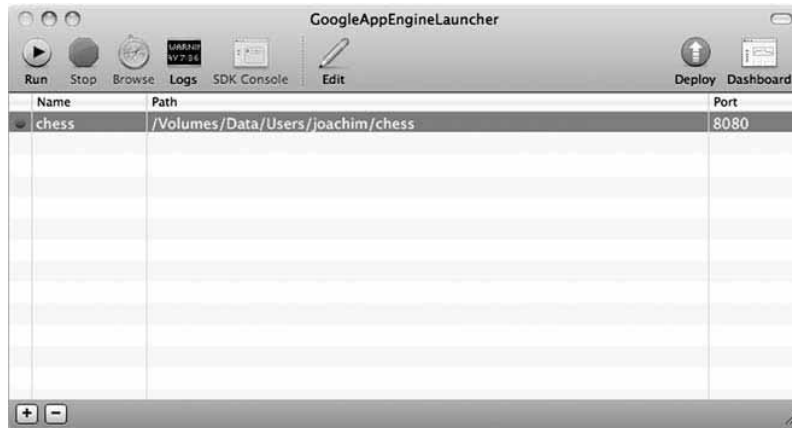 GoogleAppEngineLauncher
Run Stop Browse Logs SDK Console Edit Deploy Dashboard
Name Path Port
chess /Volumes/Data/Users/joachim/chess 8080